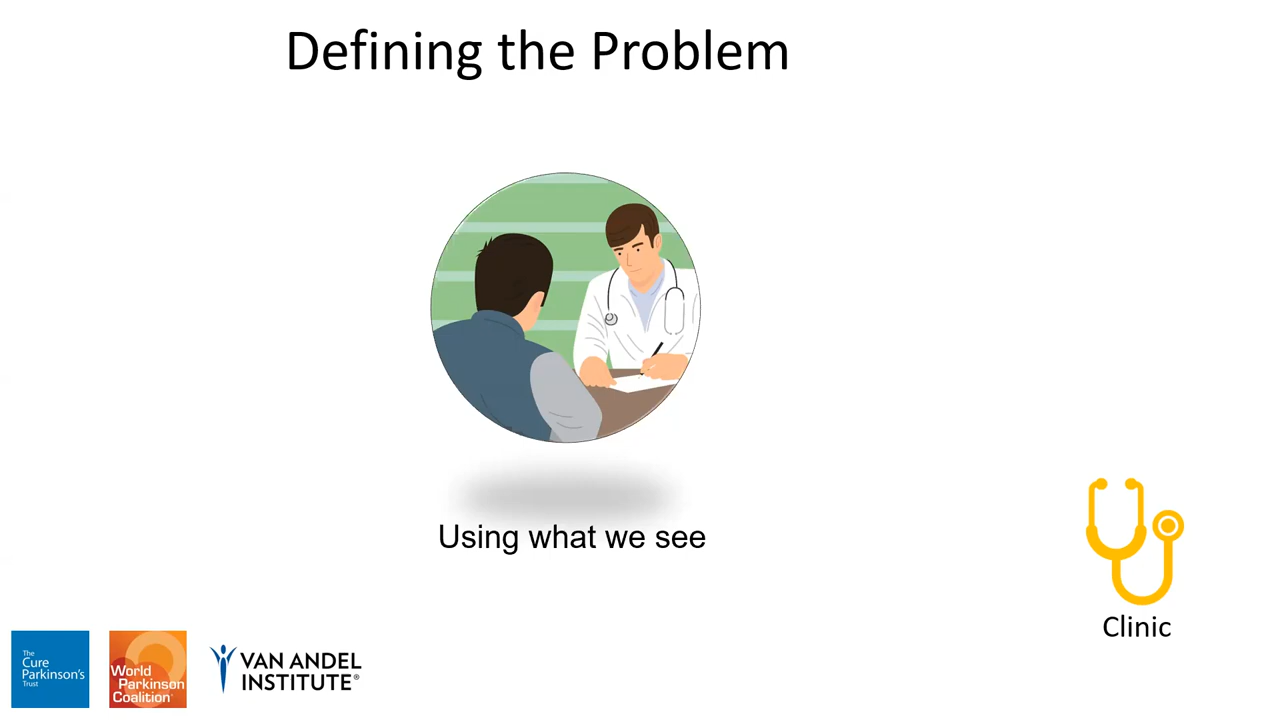 Defining the Problem
Using what we see
Clinic
The
Cure
Parkinson's
Trust
World
Parkinson
Coalition®
VAN ANDEL
INSTITUTE®